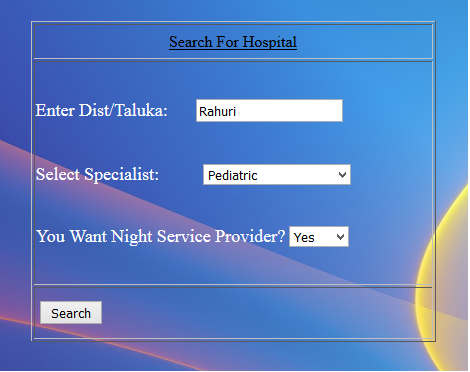 Search For Hospital
Enter Dist/Taluka: Rahuri
Select Specialist: Pediatric
You Want Night Service Provider? Yes
Search